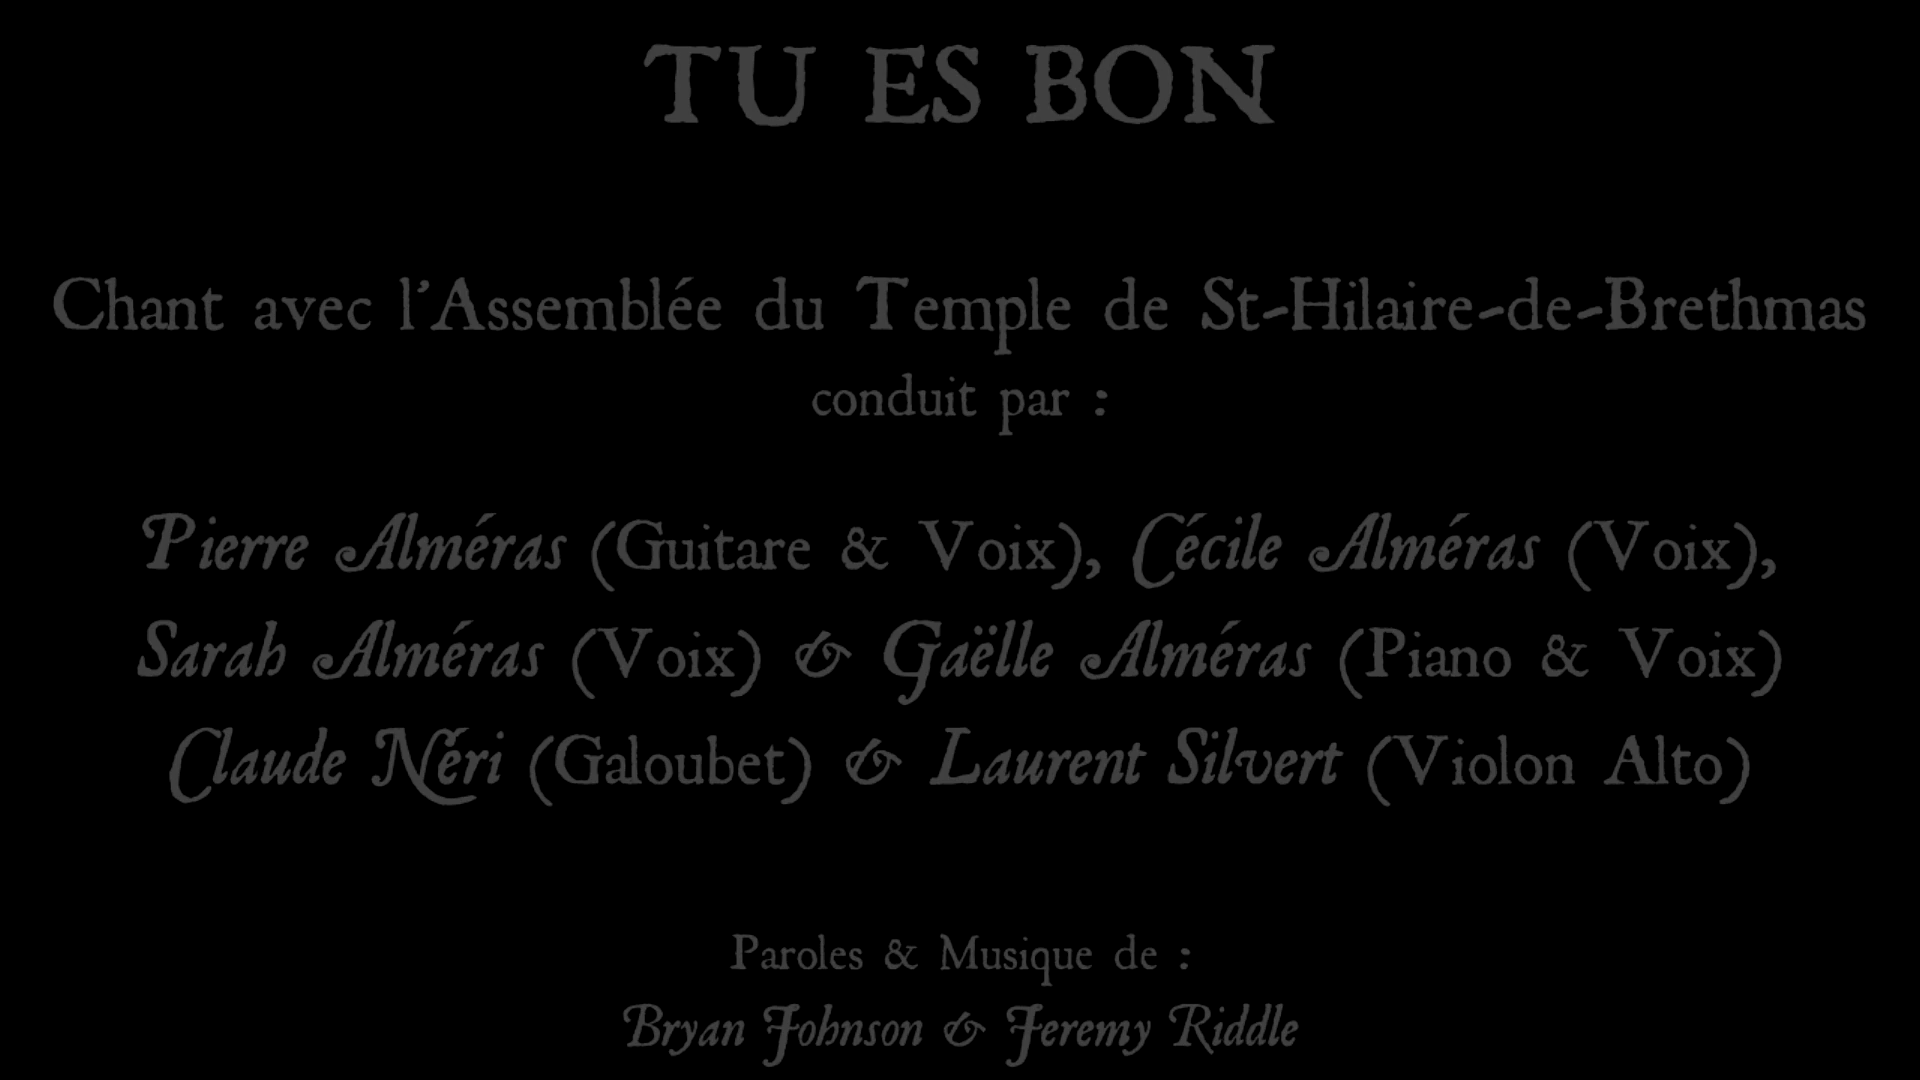 TU ES BON
Chant avec l'Assemblée du Temple de St-Hilaire-de-Brethmas
conduit par :
Pierre Alméras (Guitare & Voix), Cécile Alméras (Voix),
Sarah Alméras (Voix) & Gaëlle Alméras (Piano & Voix)
Claude Néri (Galoubet) & Laurent Silvert (Violon Alto)
Paroles & Musique de :
Bryan Johnson & Jeremy Riddle